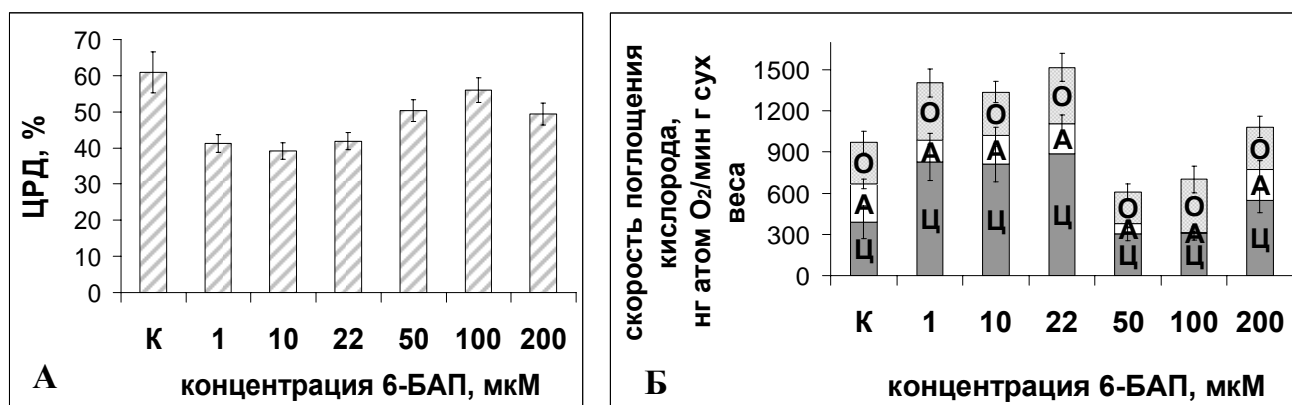 ЦРД, %
70
60
50
40
30
20
10
0
К 1 10 22 50 100 200
А концентрация 6-БАП, мкМ
скорость поглощения
кислорода,
нг атом О2/мин г сух
веса
1500
1200
900
600
300
0
О О О О О О О
А А А А А А А
Ц Ц Ц Ц Ц Ц Ц
К 1 10 22 50 100 200
Б концентрация 6-БАП, мкМ